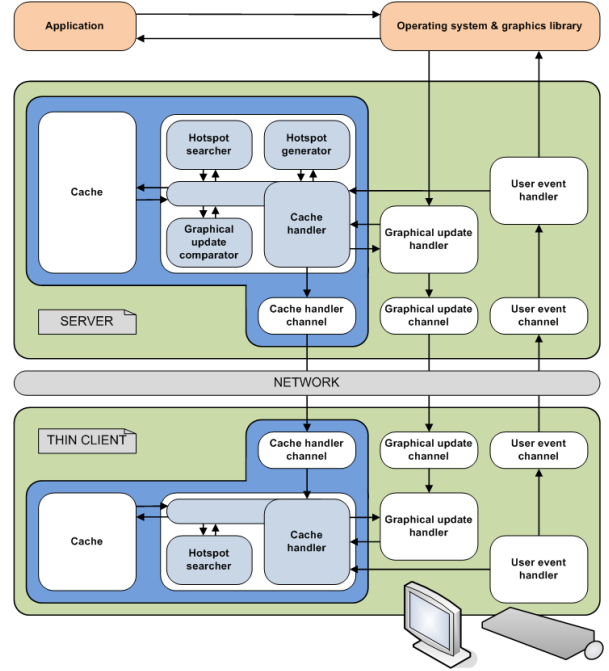 Application
Operating system & graphics library
Hotspot
searcher
Hotspot
generator
Cache
Cache
handler
Graphical
update
comparator
User event
handler
Graphical update
handler
SERVER
Cache handler
channel
Graphical update
channel
User event
channel
NETWORK
THIN CLIENT
Cache handler
channel
Graphical update
channel
User event
channel
Cache
Hotspot
searcher
Cache
handler
Graphical update
handler
User event
handler